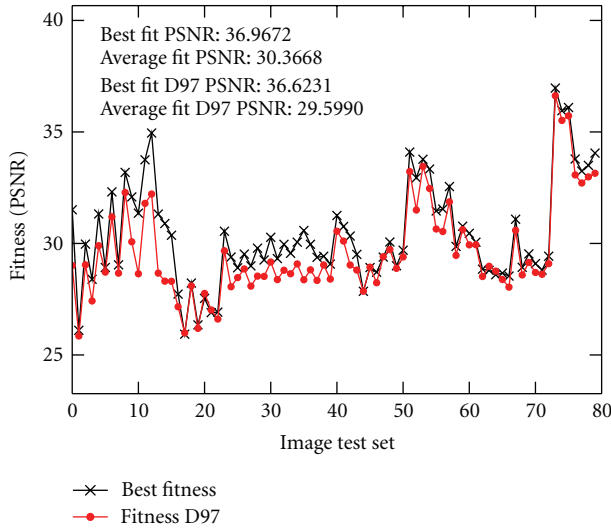 40
35
30
25
Fitness (PSNR)
Best fit PSNR: 36.9672
Average fit PSNR: 30.3668
Best fit D97 PSNR: 36.6231
Average fit D97 PSNR: 29.5990
0 10 20 30 40 50 60 70 80
Image test set
Best fitness
Fitness D97